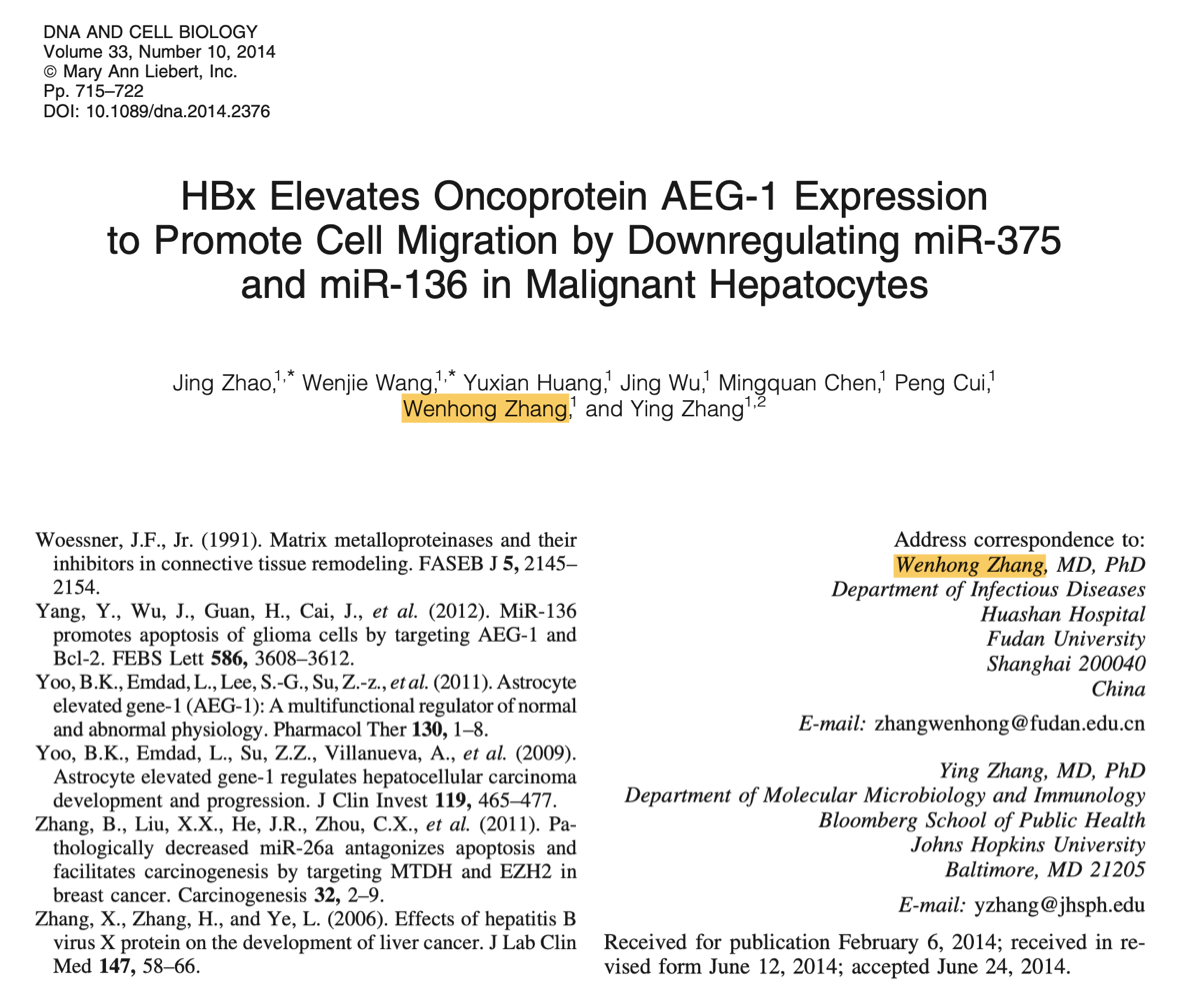 DNA AND CELL BIOLOGY
Volume 33, Number 10, 2014
© Mary Ann Liebert, Inc.
Pp. 715–722
DOI: 10.1089/dna.2014.2376
HBx Elevates Oncoprotein AEG-1 Expression
to Promote Cell Migration by Downregulating miR-375
and miR-136 in Malignant Hepatocytes
Jing Zhao,1,* Wenjie Wang,1,* Yuxian Huang,1 Jing Wu,1 Mingquan Chen,1 Peng Cui,1
Wenhong Zhang,1 and Ying Zhang1,2
Woessner, J.F., Jr. (1991). Matrix metalloproteinases and their
inhibitors in connective tissue remodeling. FASEB J 5, 2145–
2154.
Yang, Y., Wu, J., Guan, H., Cai, J., et al. (2012). MiR-136
promotes apoptosis of glioma cells by targeting AEG-1 and
Bcl-2. FEBS Lett 586, 3608–3612.
Yoo, B.K., Emdad, L., Lee, S.-G., Su, Z.-z., et al. (2011). Astrocyte
elevated gene-1 (AEG-1): A multifunctional regulator of normal
and abnormal physiology. Pharmacol Ther 130, 1–8.
Yoo, B.K., Emdad, L., Su, Z.Z., Villanueva, A., et al. (2009).
Astrocyte elevated gene-1 regulates hepatocellular carcinoma
development and progression. J Clin Invest 119, 465–477.
Zhang, B., Liu, X.X., He, J.R., Zhou, C.X., et al. (2011). Pa-
thologically decreased miR-26a antagonizes apoptosis and
facilitates carcinogenesis by targeting MTDH and EZH2 in
breast cancer. Carcinogenesis 32, 2–9.
Zhang, X., Zhang, H., and Ye, L. (2006). Effects of hepatitis B
virus X protein on the development of liver cancer. J Lab Clin
Med 147, 58–66.
Address correspondence to:
Wenhong Zhang, MD, PhD
Department of Infectious Diseases
Huashan Hospital
Fudan University
Shanghai 200040
China
E-mail: zhangwenhong@fudan.edu.cn
Ying Zhang, MD, PhD
Department of Molecular Microbiology and Immunology
Bloomberg School of Public Health
Johns Hopkins University
Baltimore, MD 21205
E-mail: yzhang@jhsph.edu
Received for publication February 6, 2014; received in re-
vised form June 12, 2014; accepted June 24, 2014.